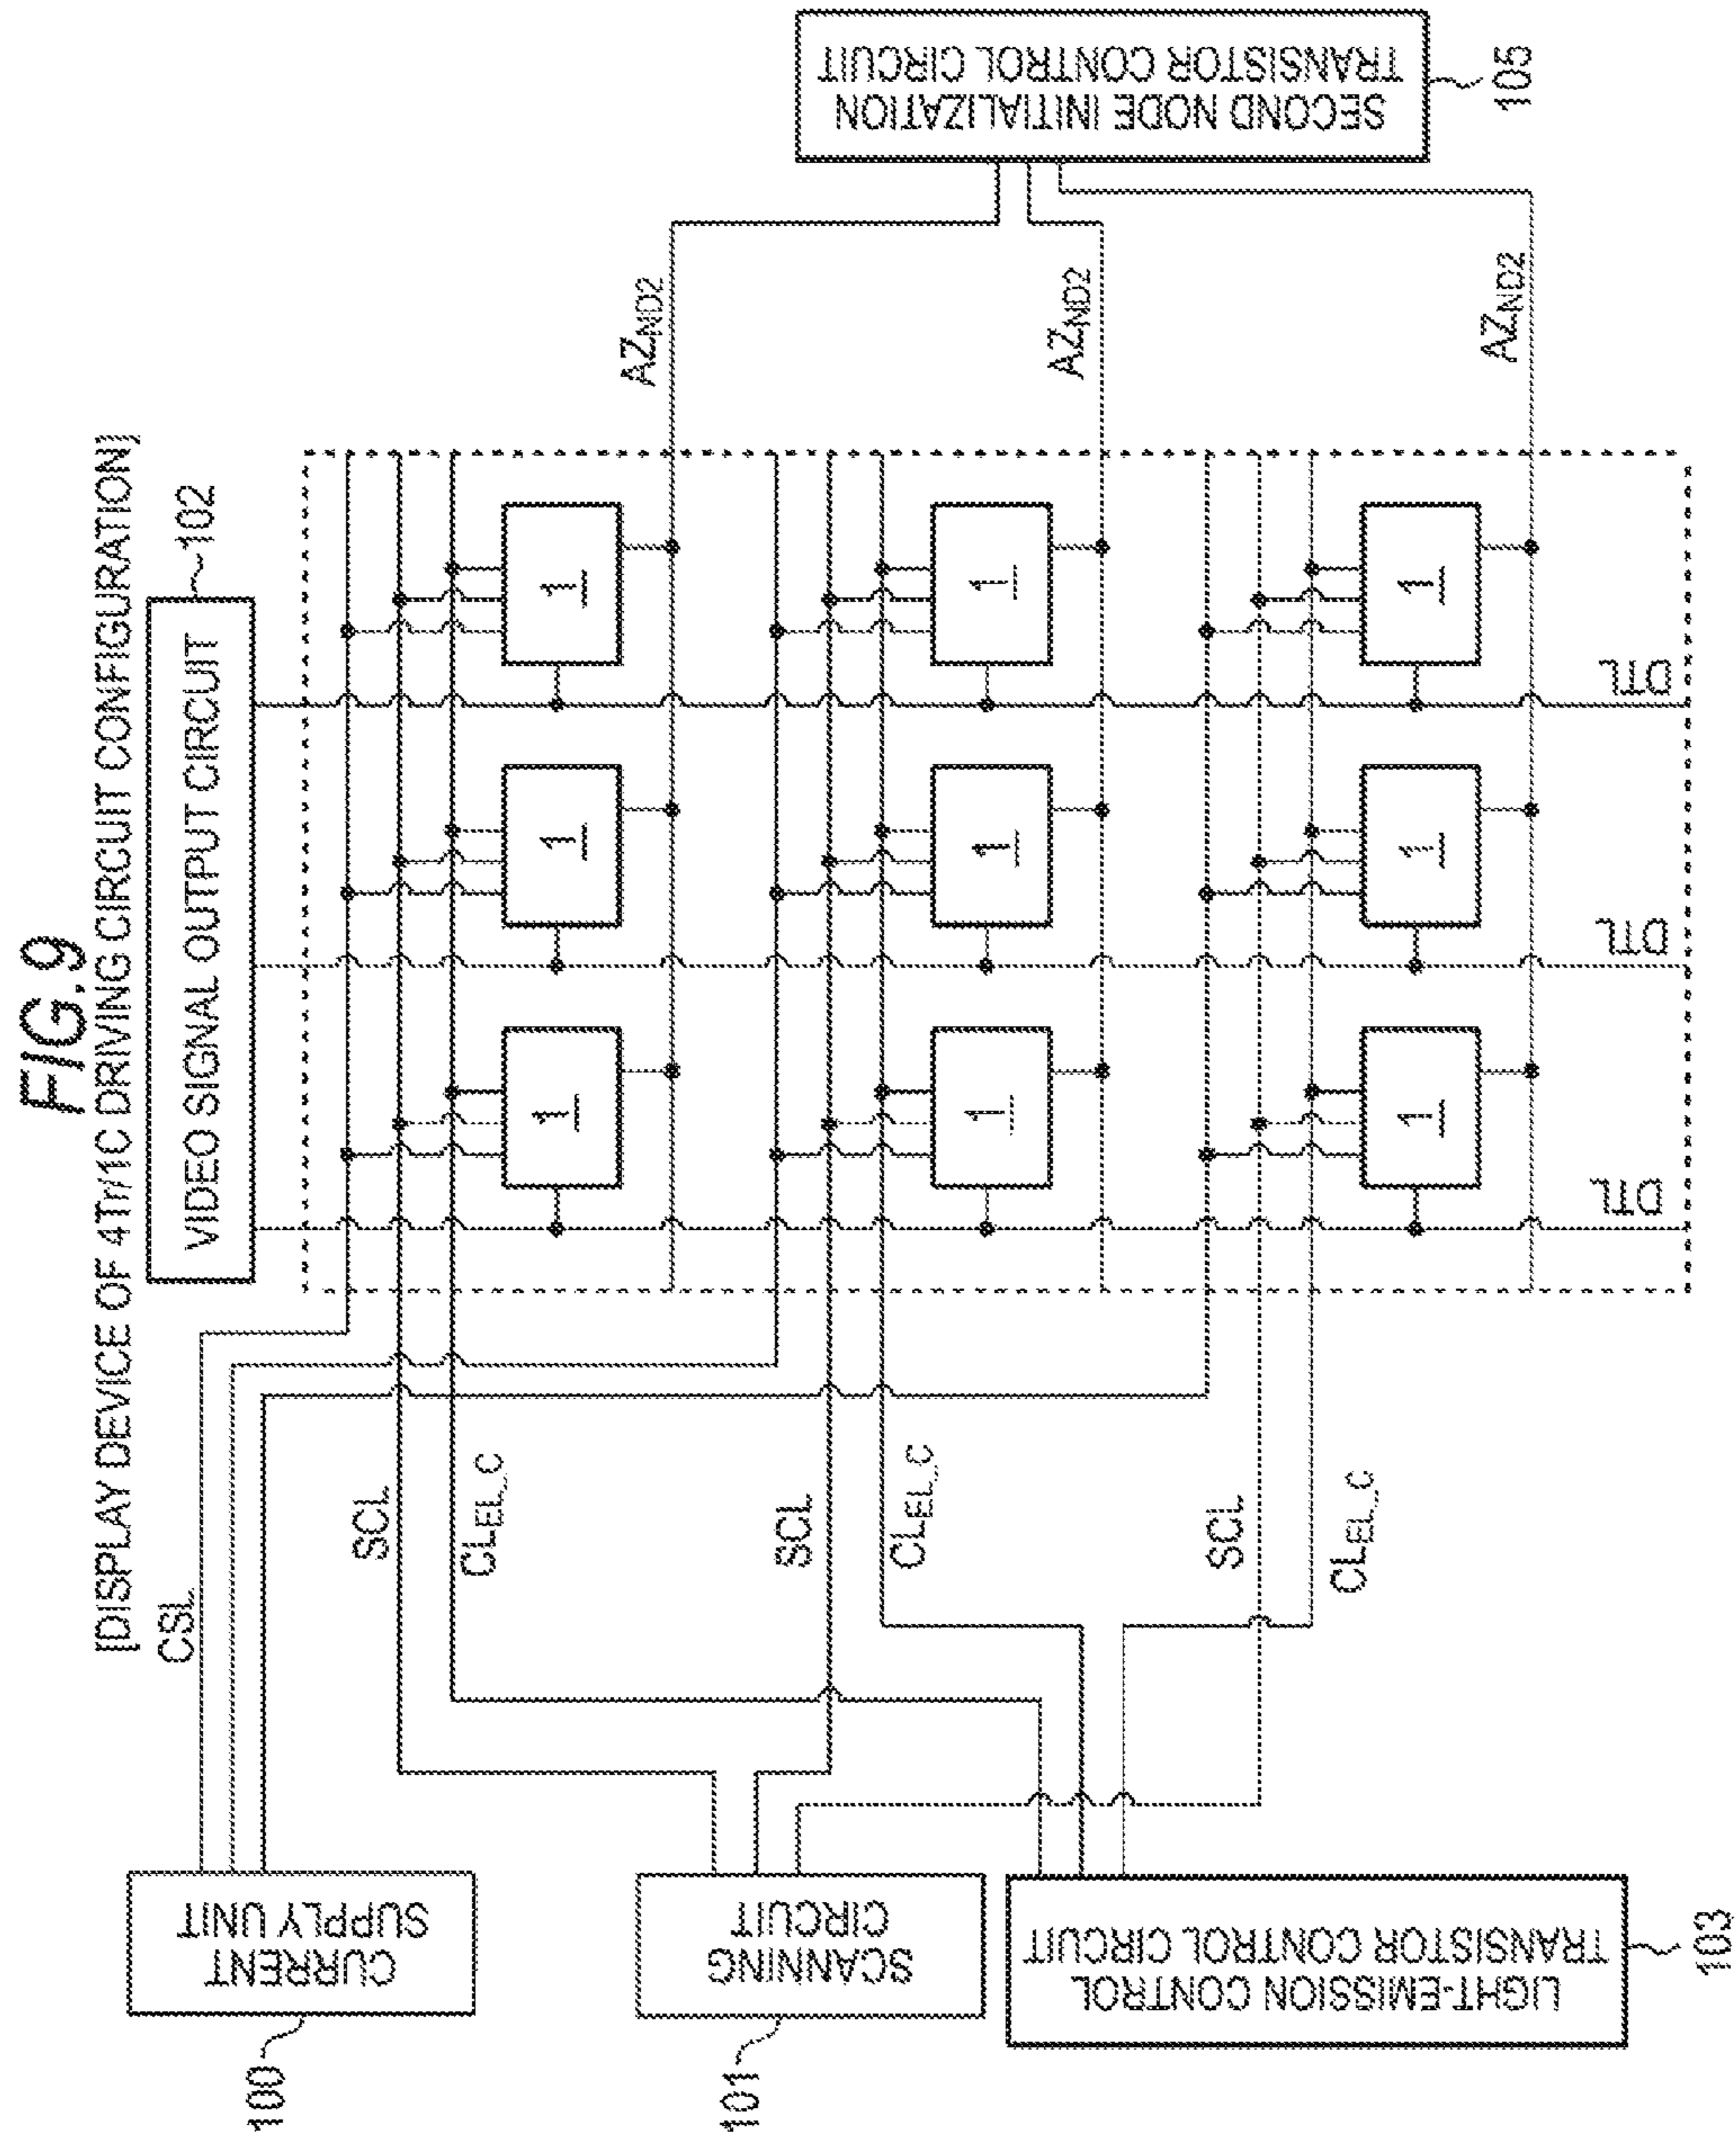 FIG.9
[DISPLAY DEVICE OF 4Tr/1C DRIVING CIRCUIT CONFIGURATION]
VIDEO SIGNAL OUTPUT CIRCUIT
102
CSL
100
CURRENT
SUPPLY UNIT
101
SCANNING
CIRCUIT
LIGHT-EMISSION CONTROL
TRANSISTOR CONTROL CIRCUIT
103
SCL
CLEL_C
SCL
CLEL_C
SCL
CLEL_C
1
1
1
1
1
1
1
1
1
DTL
DTL
DTL
AZND2
AZND2
AZND2
SECOND NODE INITIALIZATION
TRANSISTOR CONTROL CIRCUIT
105